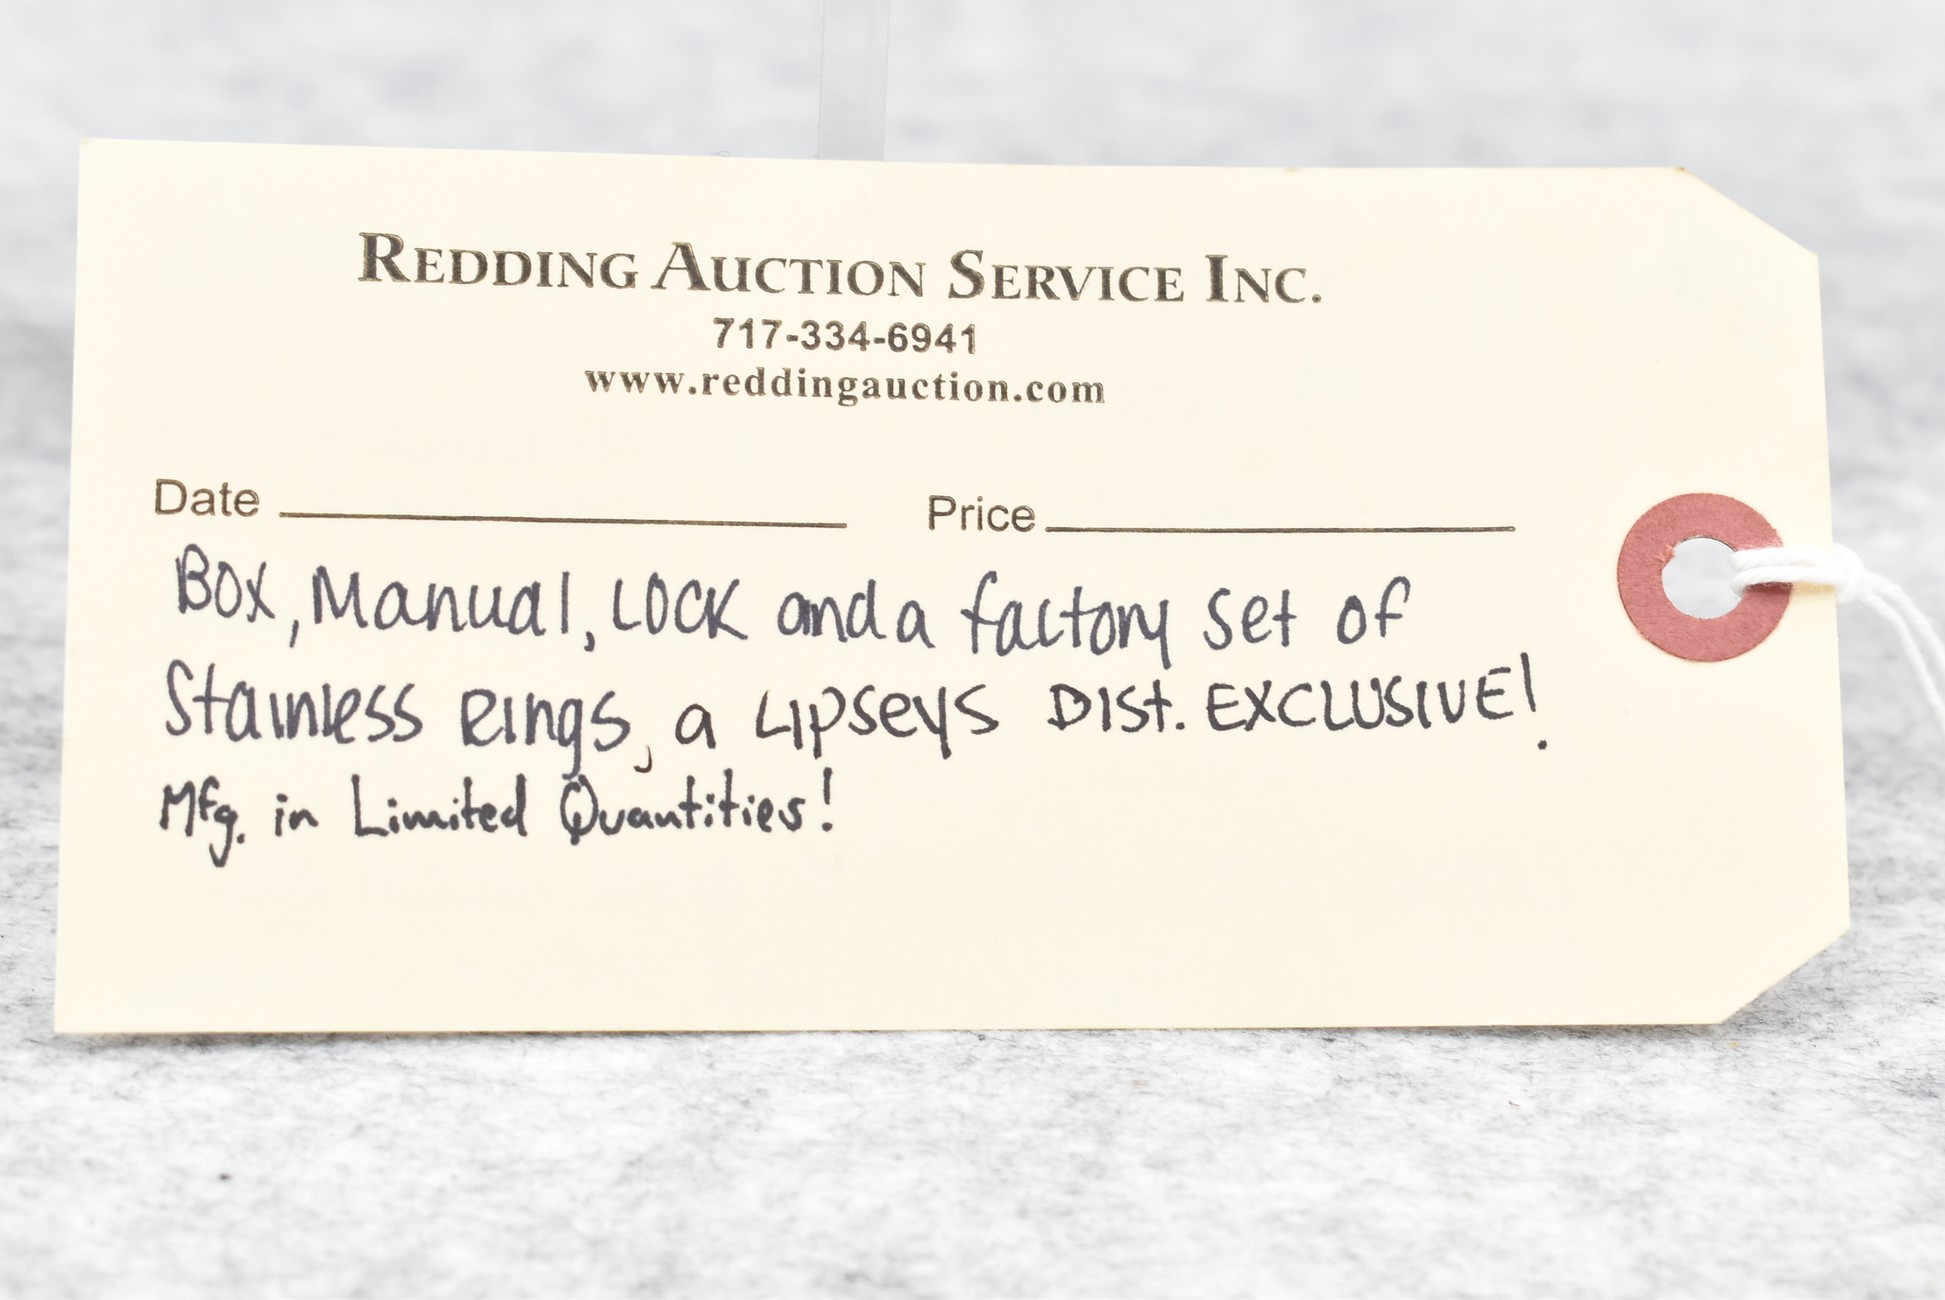 REDDING AUCTION SERVICE INC.
717-334-6941
www.reddingauction.com
Date Price
Box, Manual, LOCK and a factory set of
Stainless Rings, a Lipseys Dist. EXCLUSIVE!
Mfg. in Limited Quantities!